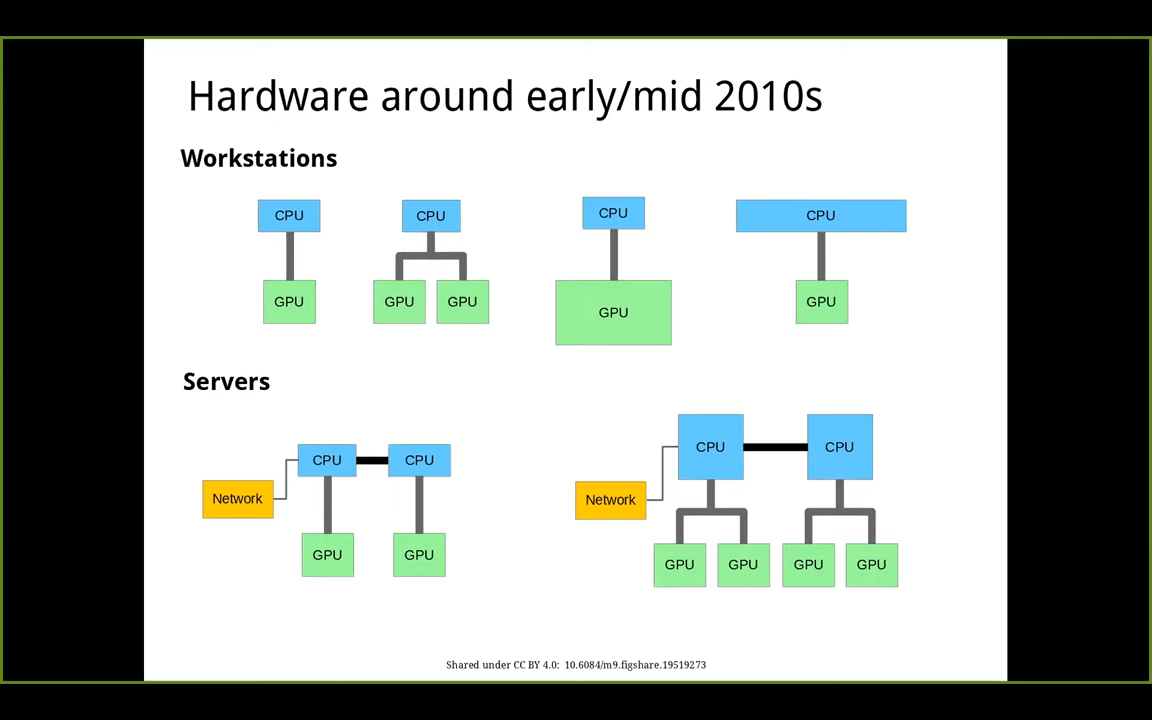 Hardware around early/mid 2010s
Workstations
CPU
CPU
CPU
CPU
GPU
GPU
GPU
GPU
GPU
Servers
CPU
CPU
Network
GPU
GPU
CPU
CPU
Network
GPU
GPU
GPU
GPU
Shared under CC BY 4.0: 10.6084/m9.figshare.19519273